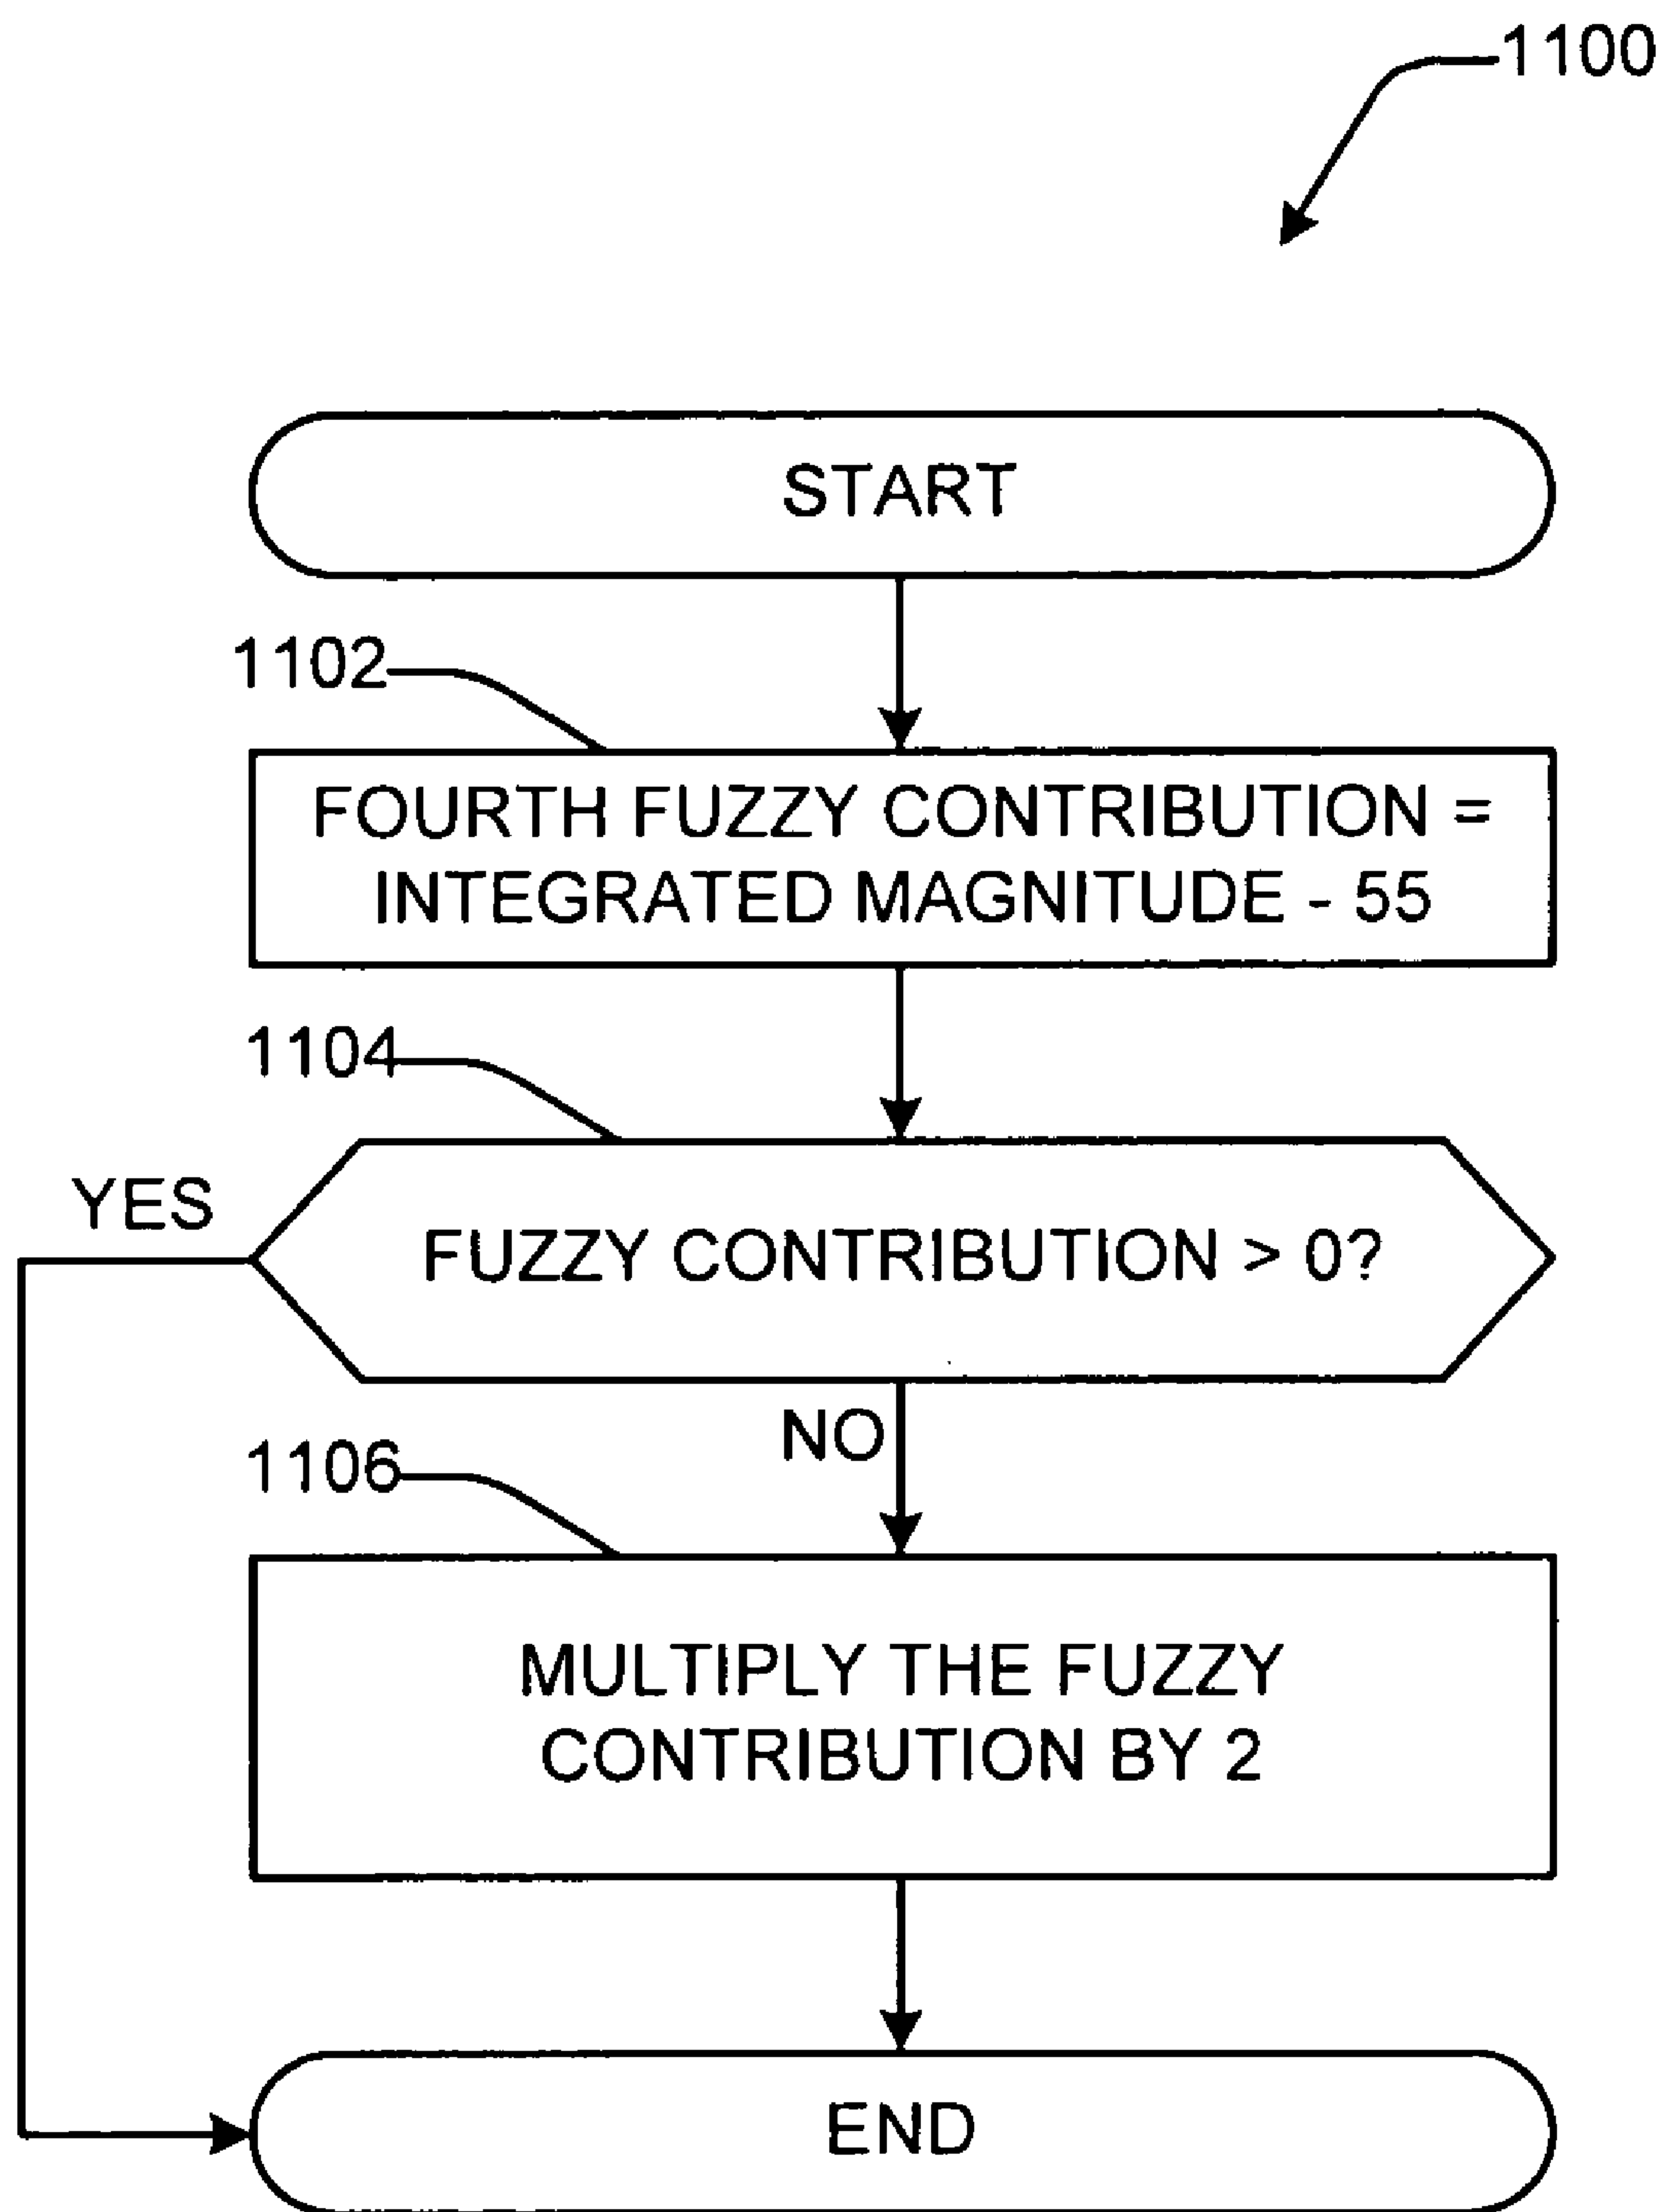 1100
START
1102
FOURTH FUZZY CONTRIBUTION =
INTEGRATED MAGNITUDE - 55
1104
YES
FUZZY CONTRIBUTION > 0?
NO
1106
MULTIPLY THE FUZZY
CONTRIBUTION BY 2
END